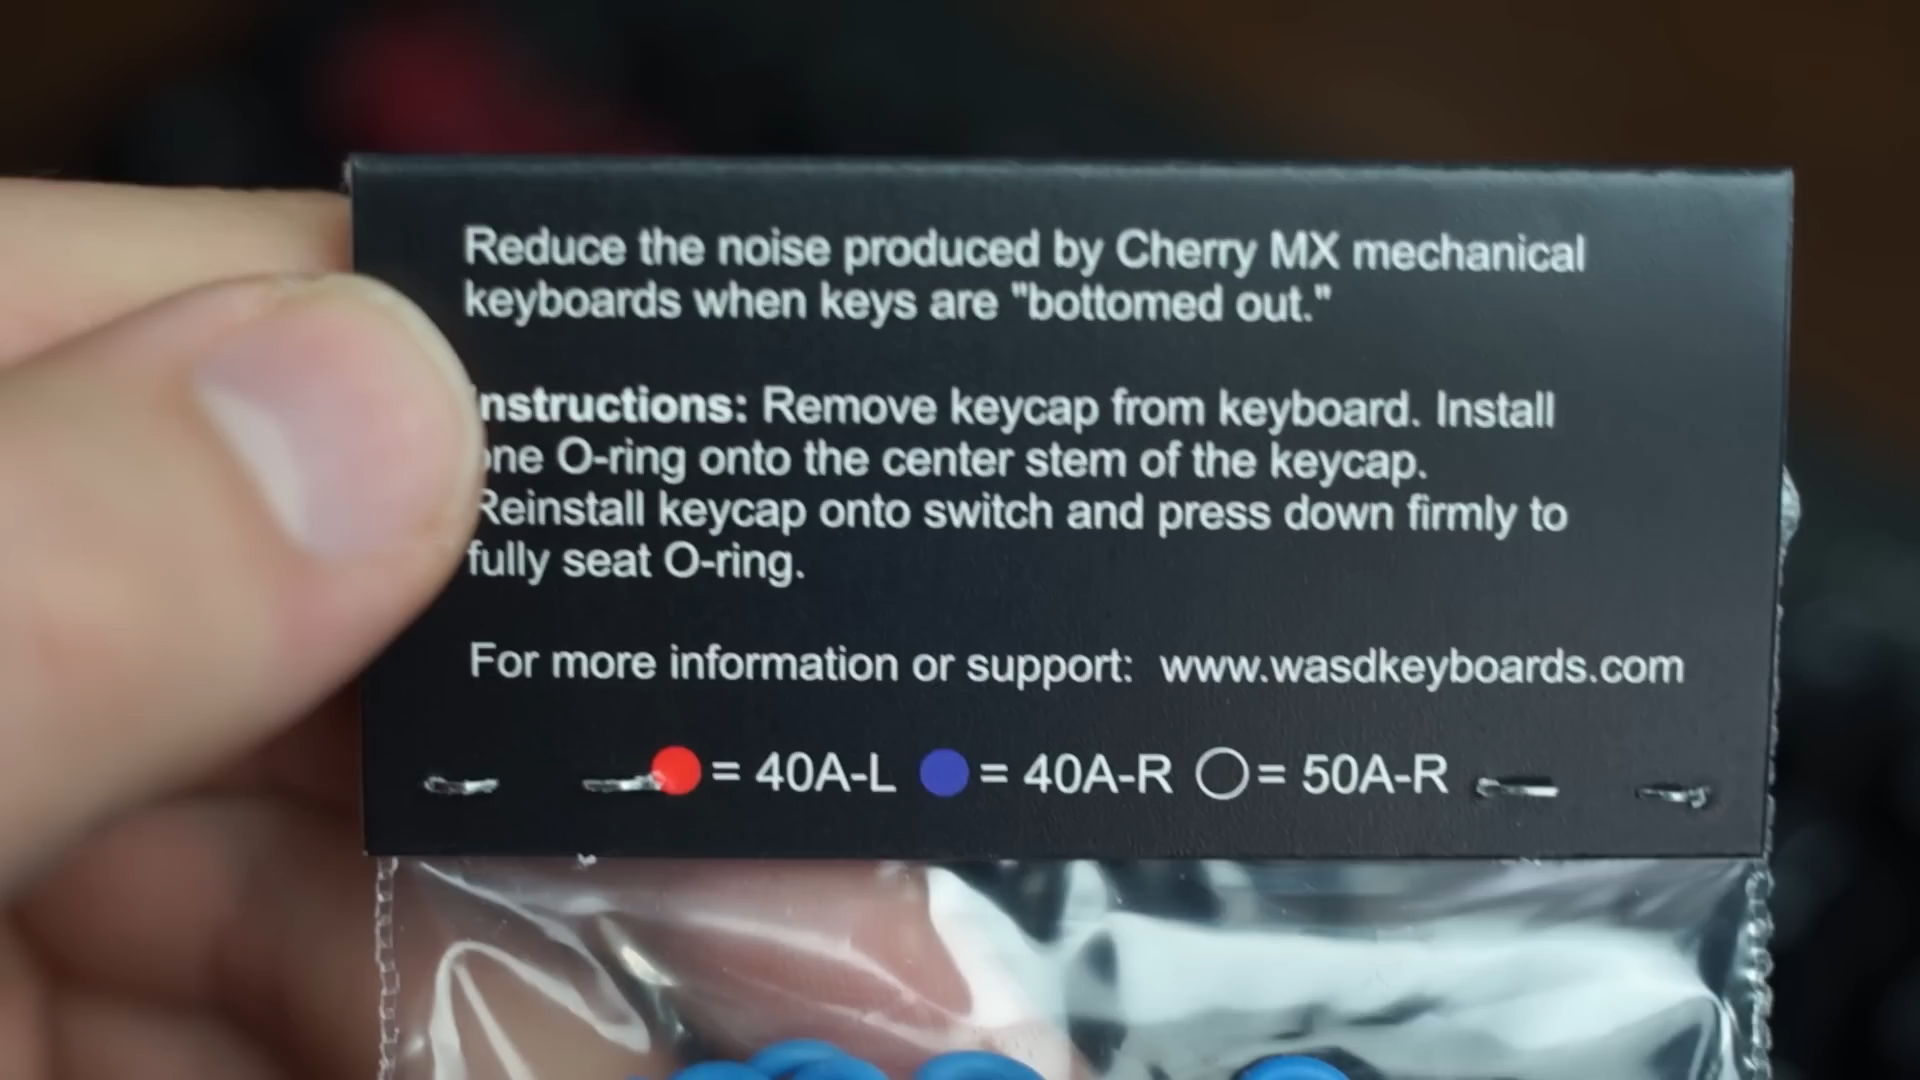 Reduce the noise produced by Cherry MX mechanical
keyboards when keys are "bottomed out."
Instructions: Remove keycap from keyboard. Install
one O-ring onto the center stem of the keycap.
Reinstall keycap onto switch and press down firmly to
fully seat O-ring.
For more information or support: www.wasdkeyboards.com
= 40A-L = 40A-R = 50A-R